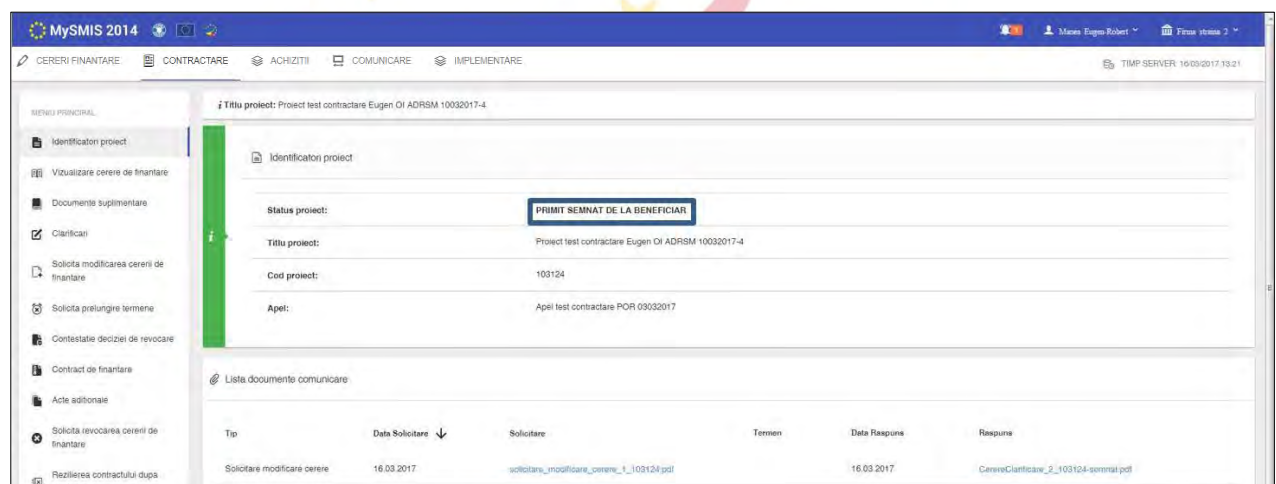 MySMIS 2014
Manea Eugen-Robert
Firma straina 2
CERERI FINANTARE
CONTRACTARE
ACHIZITII
COMUNICARE
IMPLEMENTARE
TIMP SERVER: 16/03/2017 13:21
MENIU PRINCIPAL
Identificatori proiect
Vizualizare cerere de finantare
Documente suplimentare
Clarificari
Solicita modificarea cererii de
finantare
Solicita prelungire termene
Contestatie deciziei de revocare
Contract de finantare
Acte aditionale
Solicita revocarea cererii de
finantare
Rezilierea contractului dupa
i Titlu proiect: Proiect test contractare Eugen OI ADRSM 10032017-4
Identificatori proiect
Status proiect: PRIMIT SEMNAT DE LA BENEFICIAR
Titlu proiect: Proiect test contractare Eugen OI ADRSM 10032017-4
Cod proiect: 103124
Apel: Apel test contractare POR 03032017
Lista documente comunicare
Tip Data Solicitare Solicitare Termen Data Raspuns Raspuns
Solicitare modificare cerere 16.03.2017 solicitare_modificare_cerere_1_103124.pdf 16.03.2017 CerereClarificare_2_103124-semnat.pdf